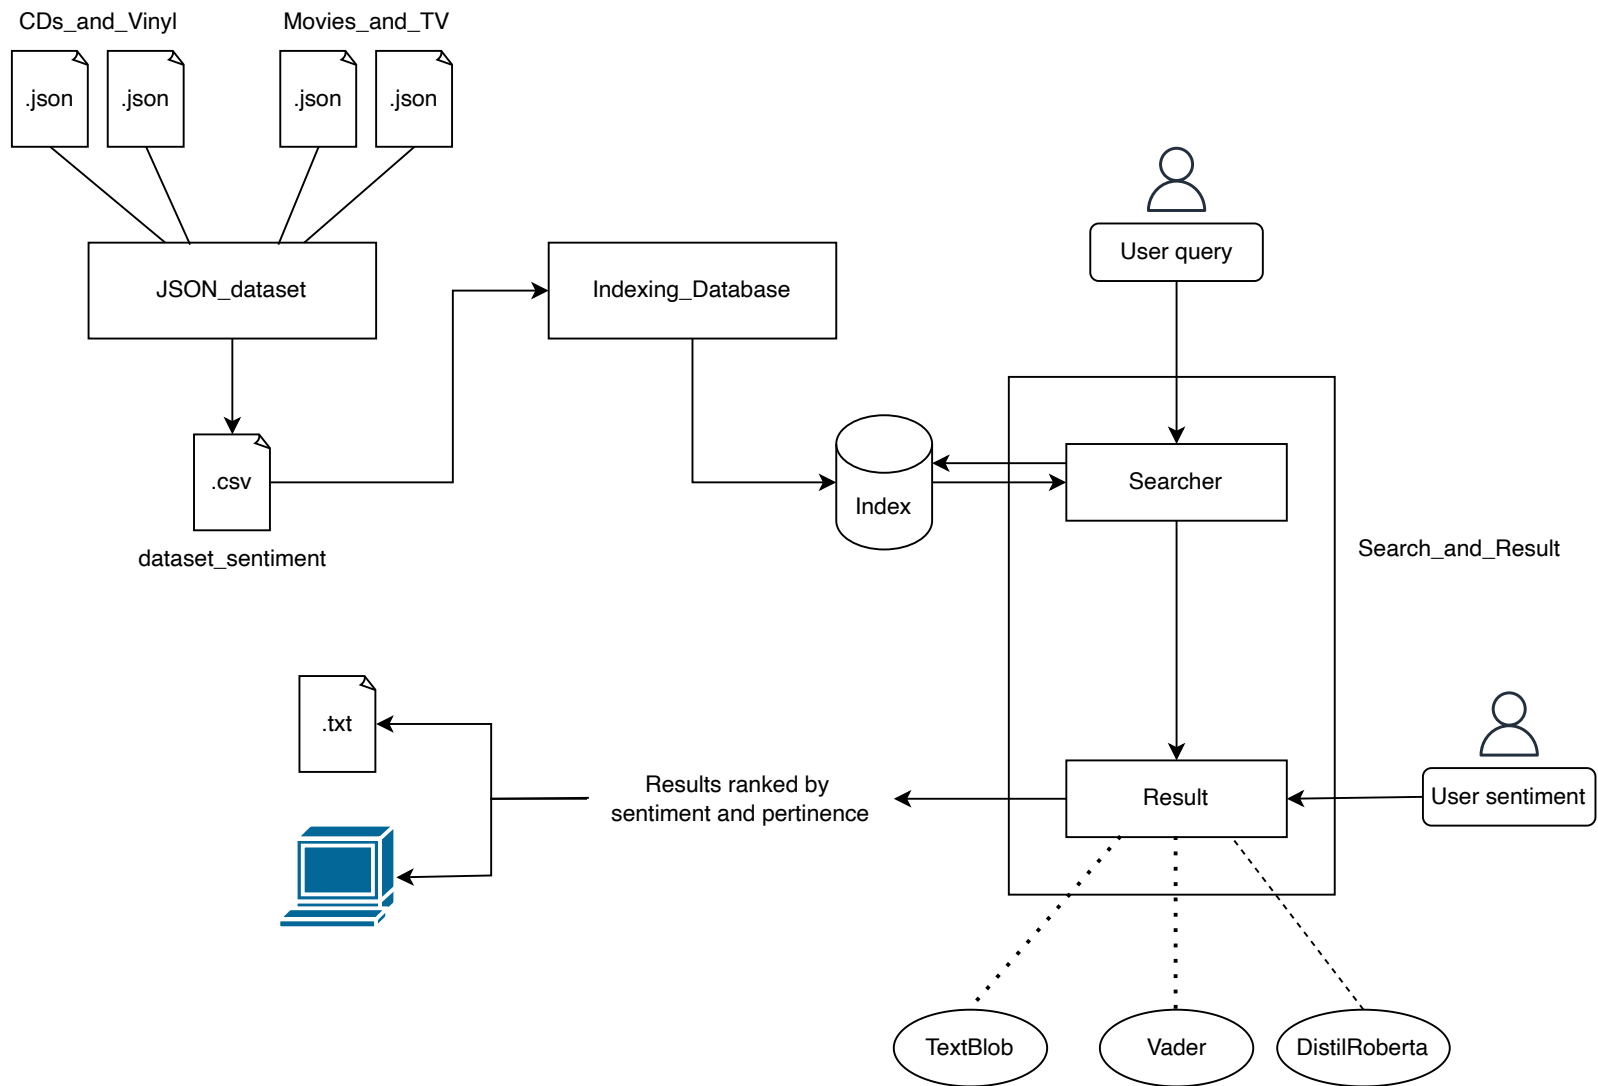 CDs_and_Vinyl
Movies_and_TV
.json
.json
.json
.json
JSON_dataset
Indexing_Database
User query
.csv
dataset_sentiment
Index
Searcher
Search_and_Result
.txt
Results ranked by
sentiment and pertinence
Result
User sentiment
TextBlob
Vader
DistilRoberta